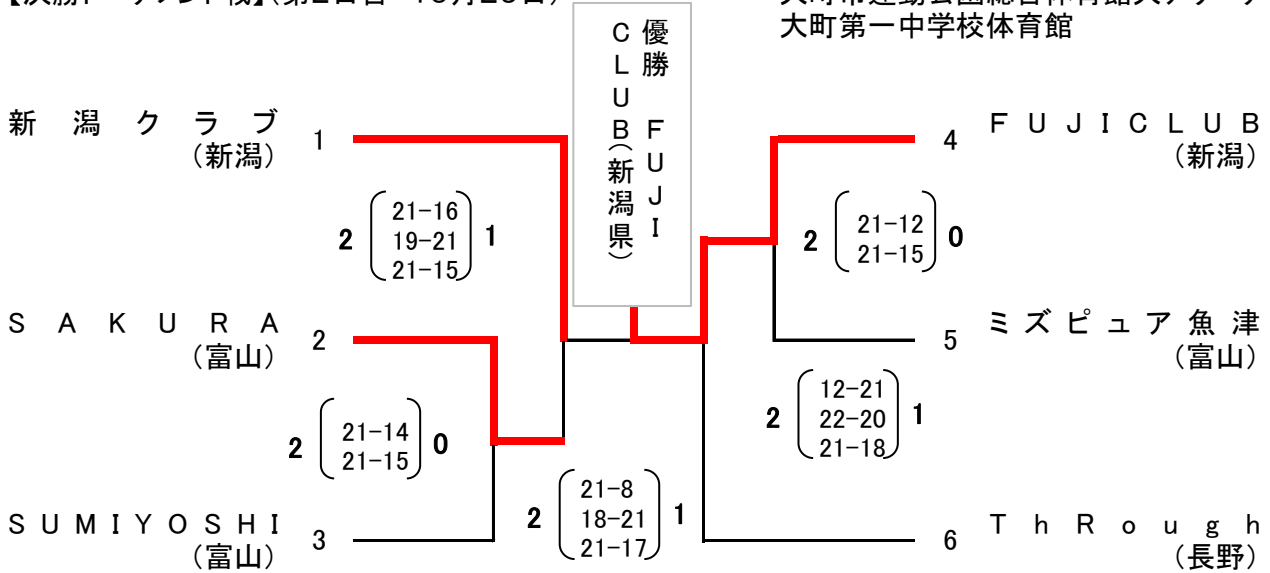 大町第一中学校体育館
優勝 FUJI
CLUB(新潟県)
新潟クラブ
(新潟)
1
4
FUJICLUB
(新潟)
2
21-16
19-21
21-15
1
2
21-12
21-15
0
SAKURA
(富山)
2
5
ミズピュア魚津
(富山)
2
21-14
21-15
0
2
12-21
22-20
21-18
1
2
21-8
18-21
21-17
1
SUMIYOSHI
(富山)
3
6
ThRough
(長野)